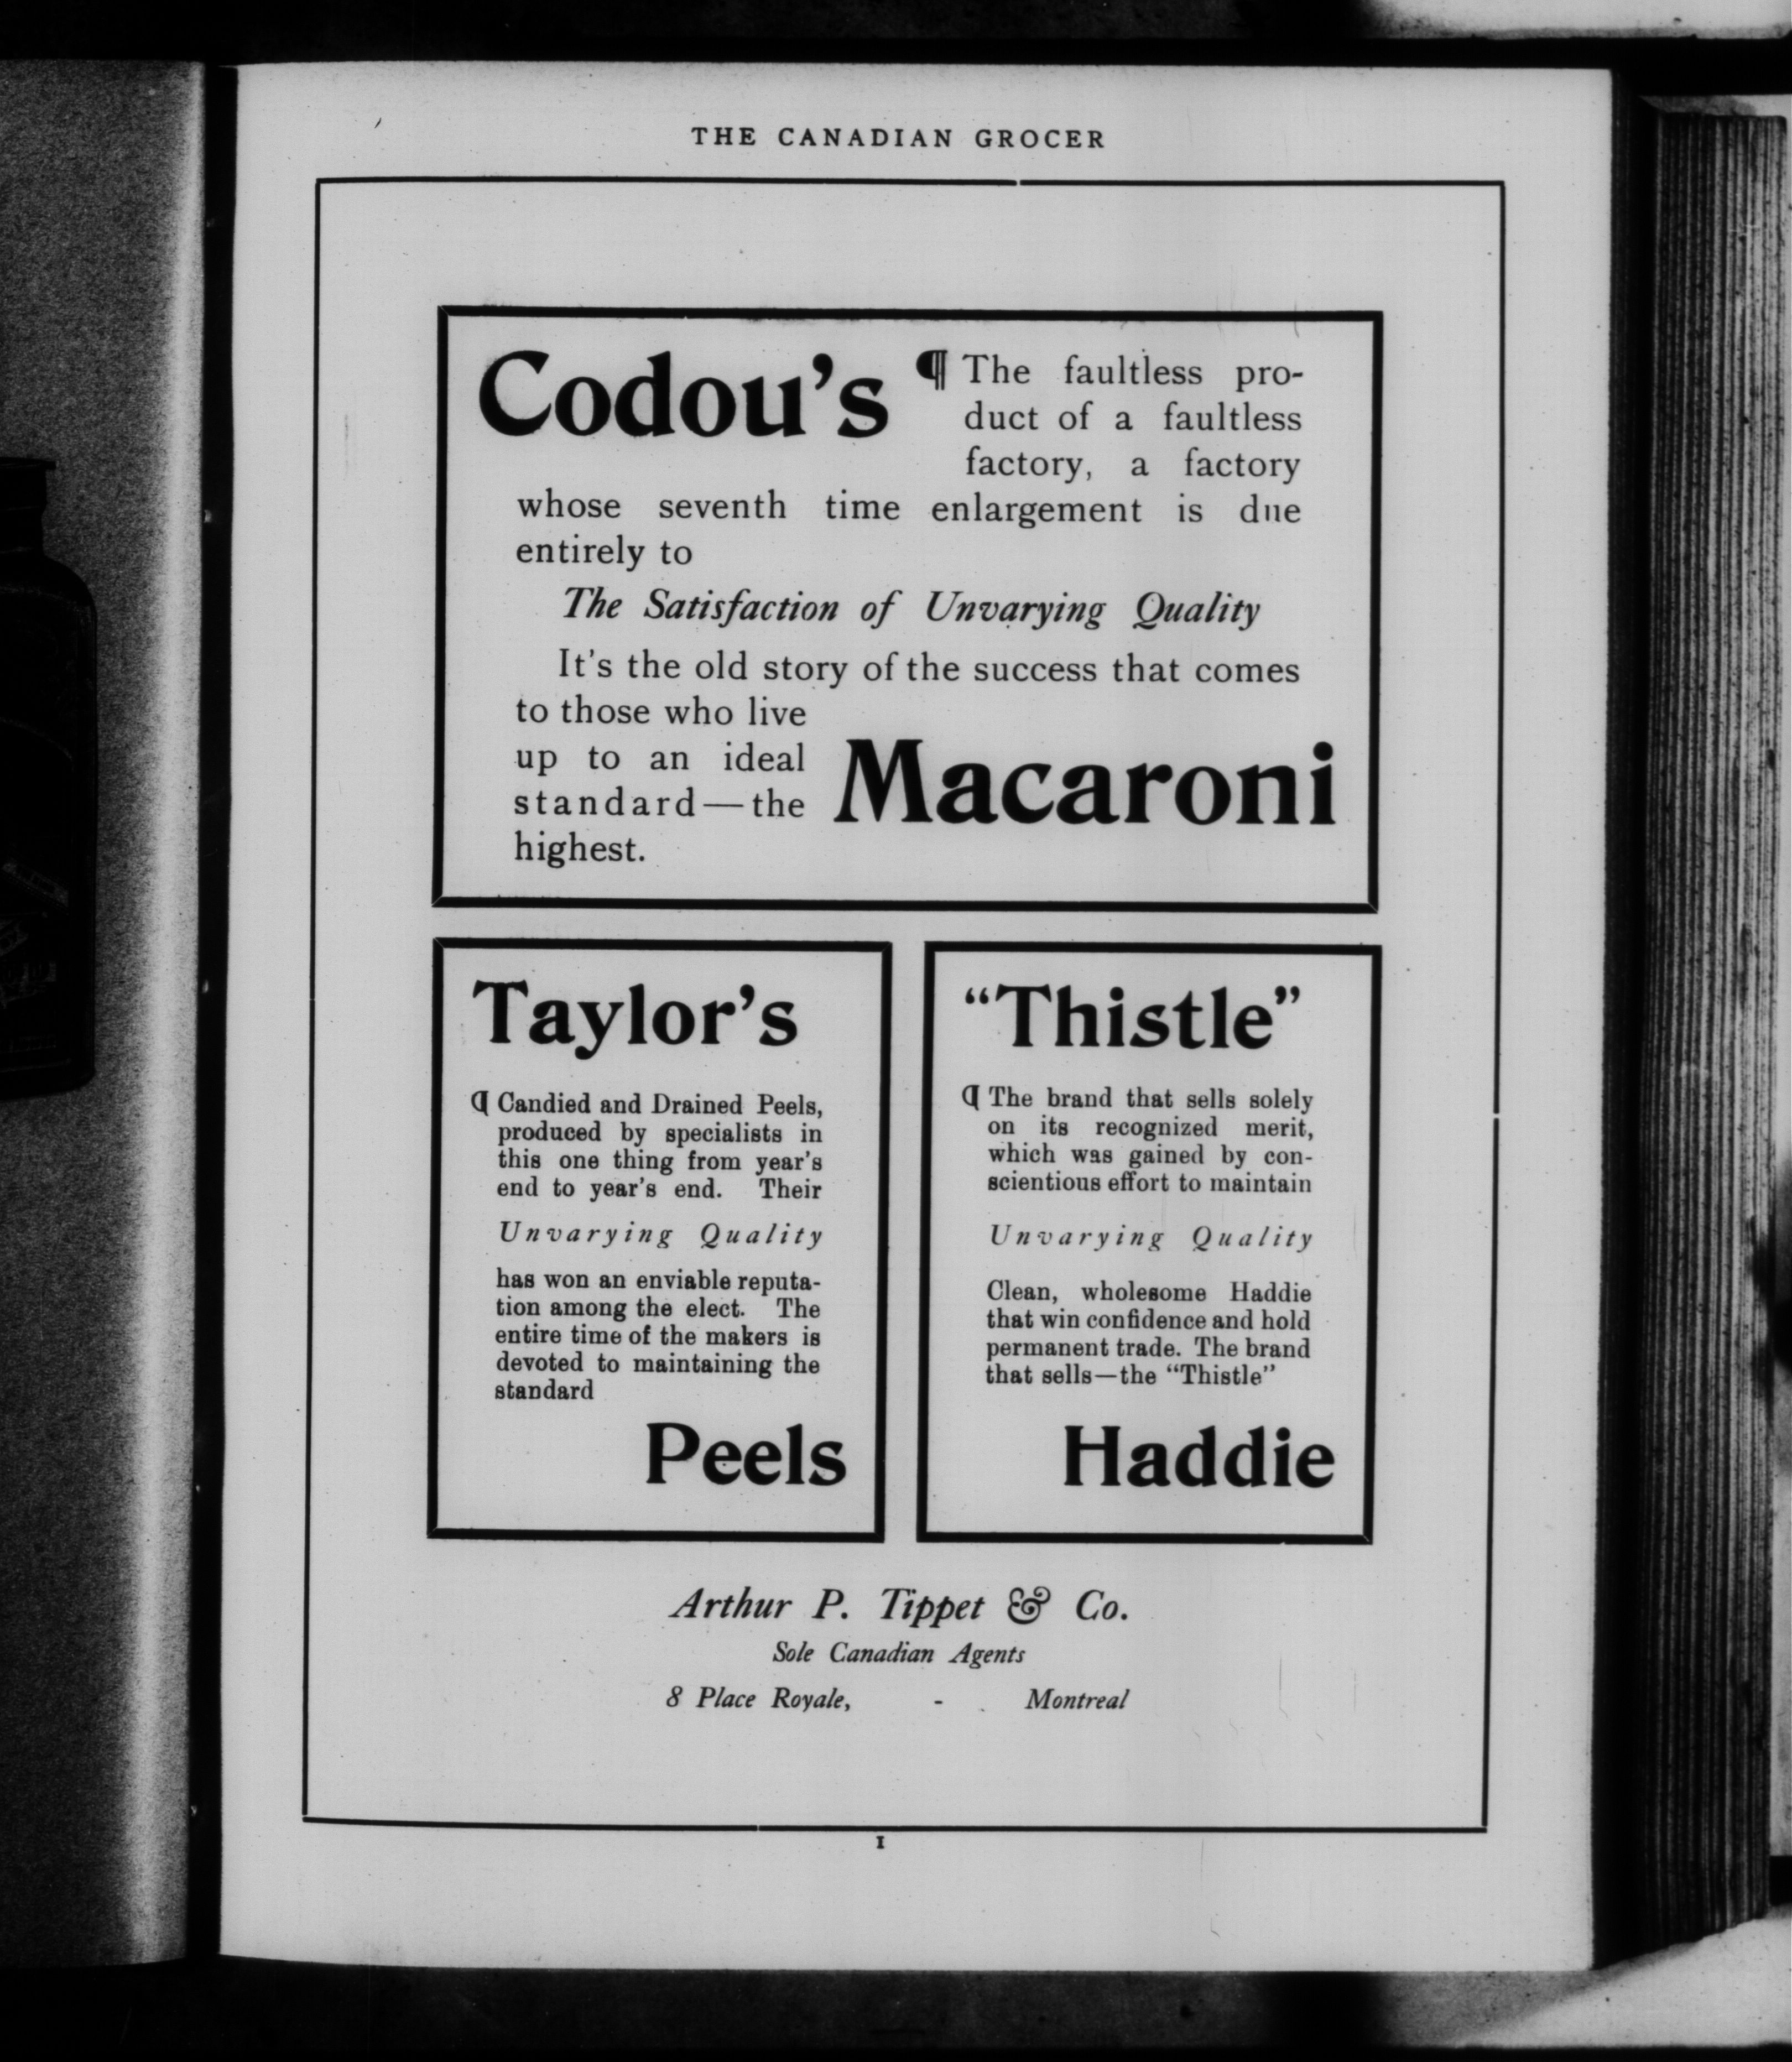 THE CANADIAN GROCER
Codou's
¶ The faultless pro-
duct of a faultless
factory, a factory
whose seventh time enlargement is due
entirely to
The Satisfaction of Unvarying Quality
It's the old story of the success that comes
to those who live
up to an ideal
standard—the
highest.
Macaroni
Taylor's
¶ Candied and Drained Peels,
produced by specialists in
this one thing from year's
end to year's end. Their
Unvarying Quality
has won an enviable reputa-
tion among the elect. The
entire time of the makers is
devoted to maintaining the
standard
Peels
“Thistle”
¶ The brand that sells solely
on its recognized merit,
which was gained by con-
scientious effort to maintain
Unvarying Quality
Clean, wholesome Haddie
that win confidence and hold
permanent trade. The brand
that sells—the “Thistle”
Haddie
Arthur P. Tippet & Co.
Sole Canadian Agents
8 Place Royale, - Montreal
1